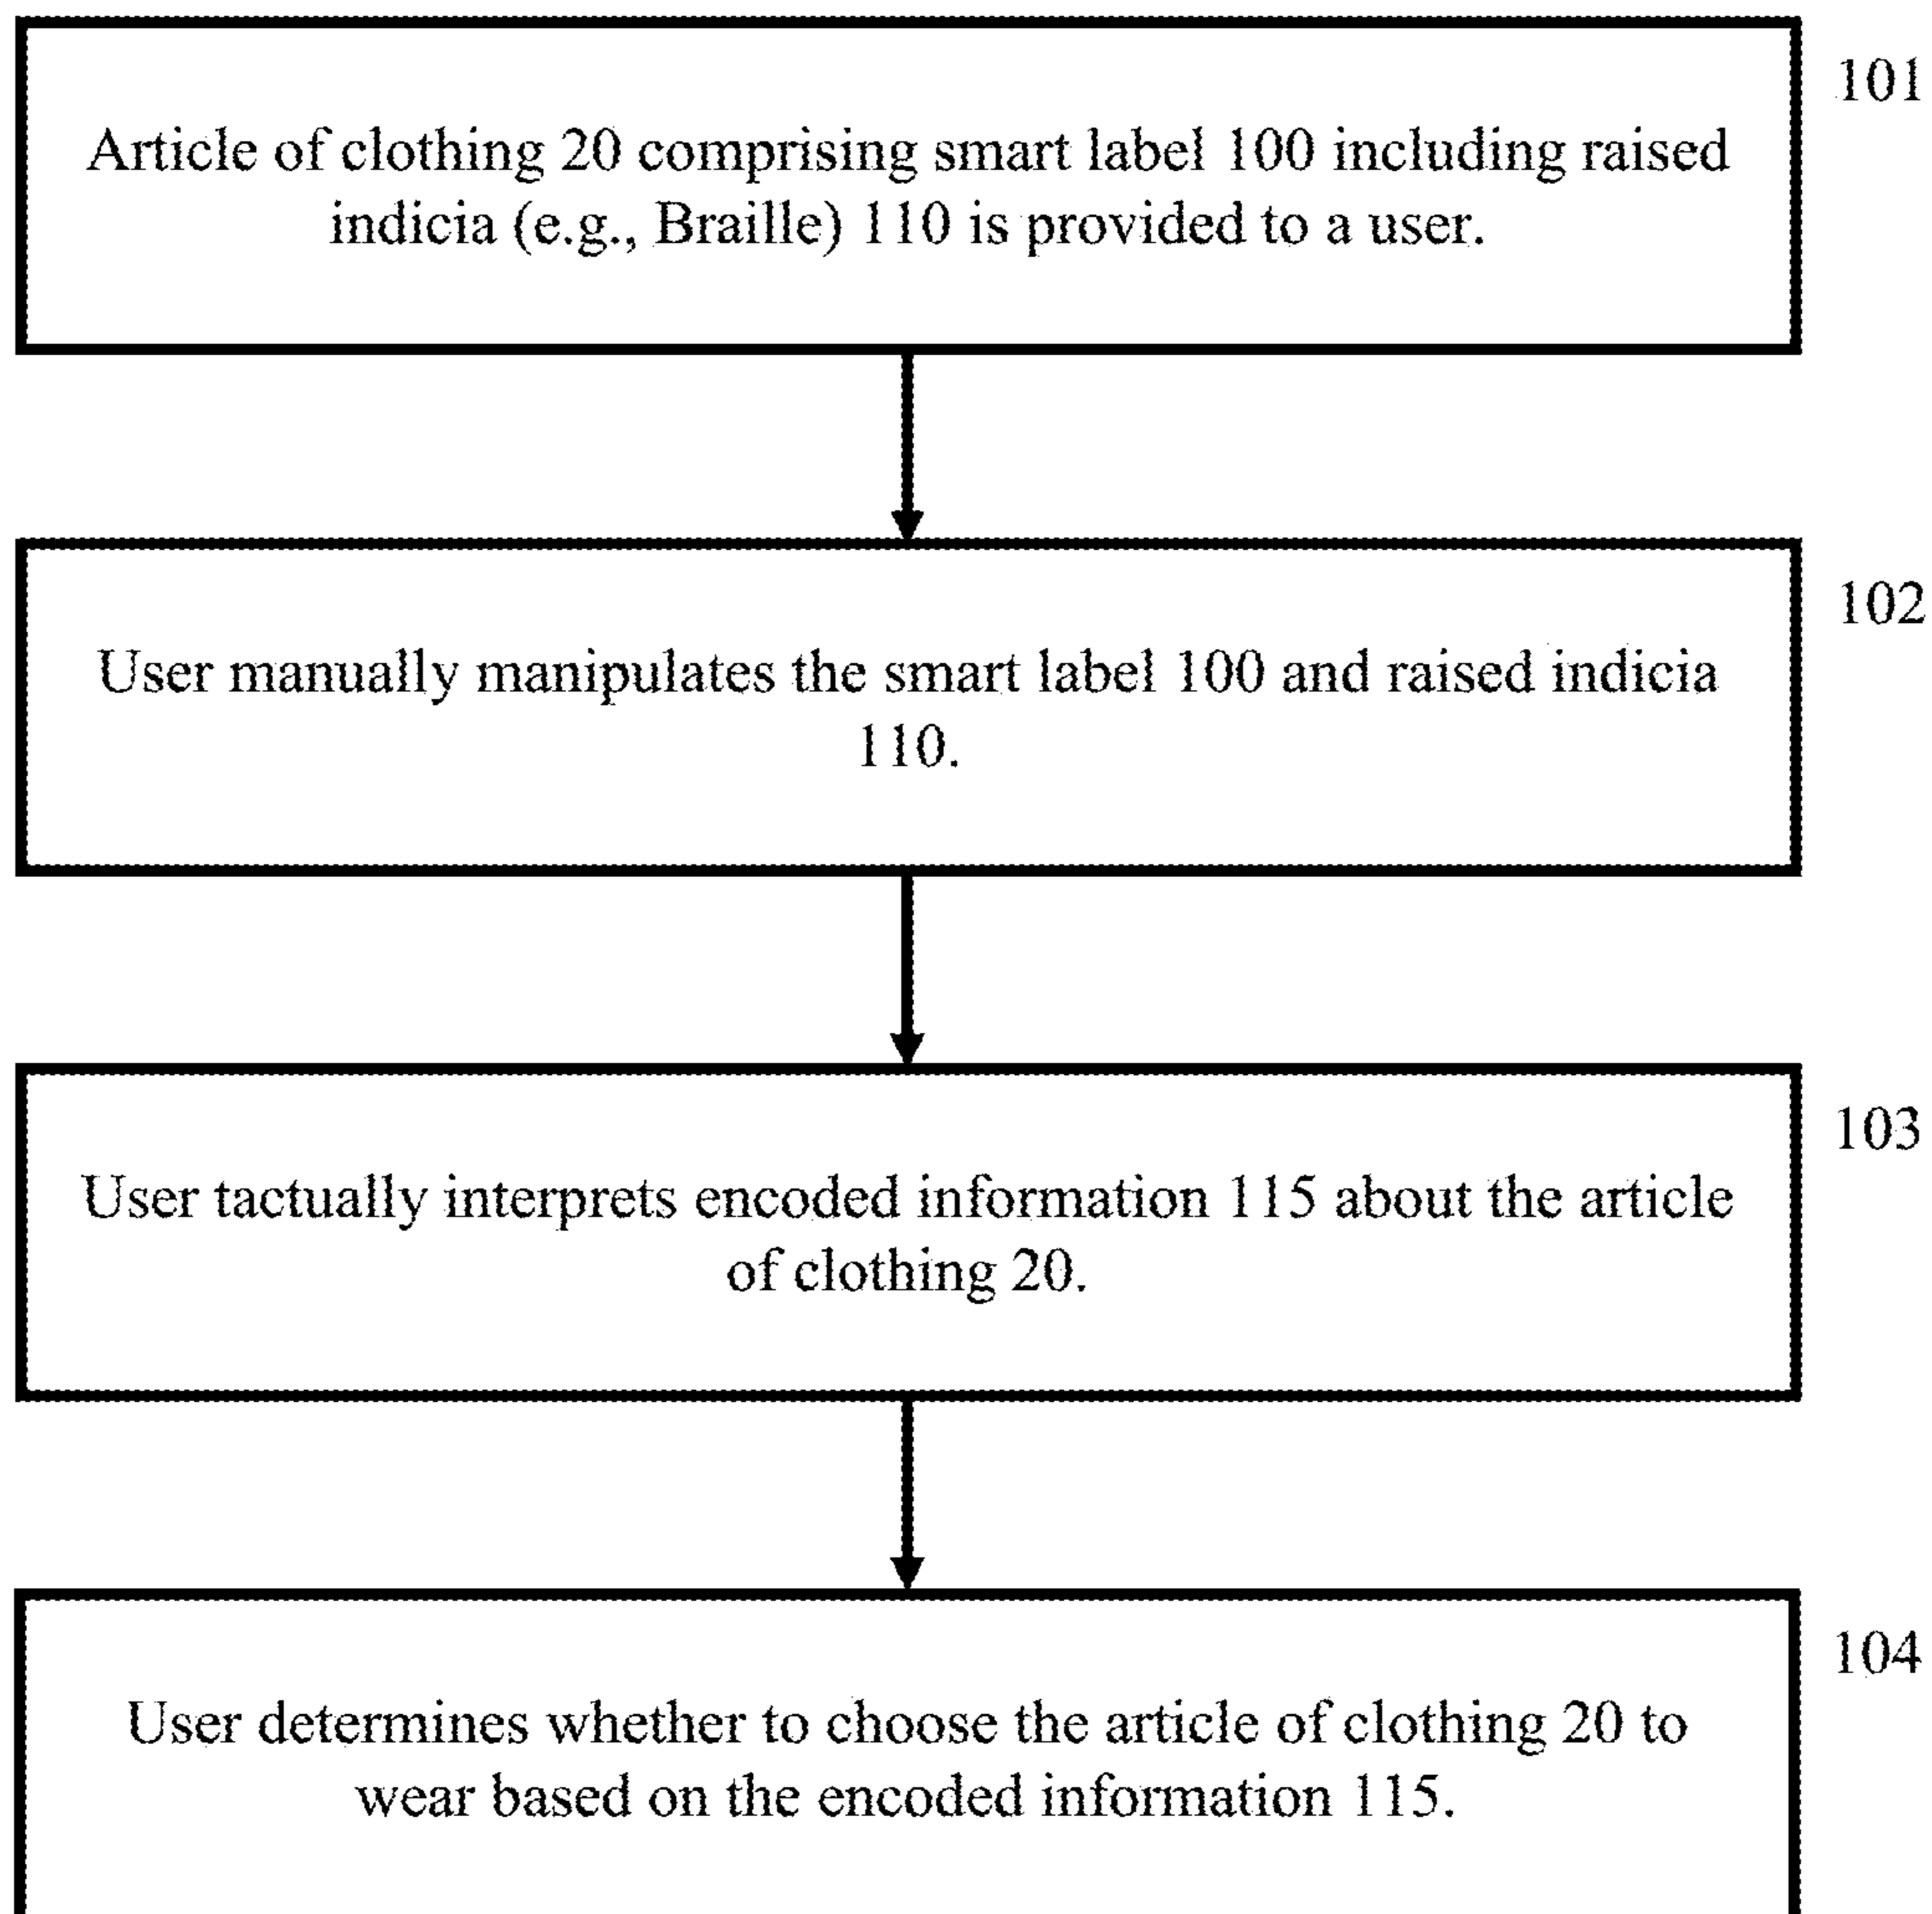 101
Article of clothing 20 comprising smart label 100 including raised
indicia (e.g., Braille) 110 is provided to a user.
102
User manually manipulates the smart label 100 and raised indicia
110.
103
User tactually interprets encoded information 115 about the article
of clothing 20.
104
User determines whether to choose the article of clothing 20 to
wear based on the encoded information 115.